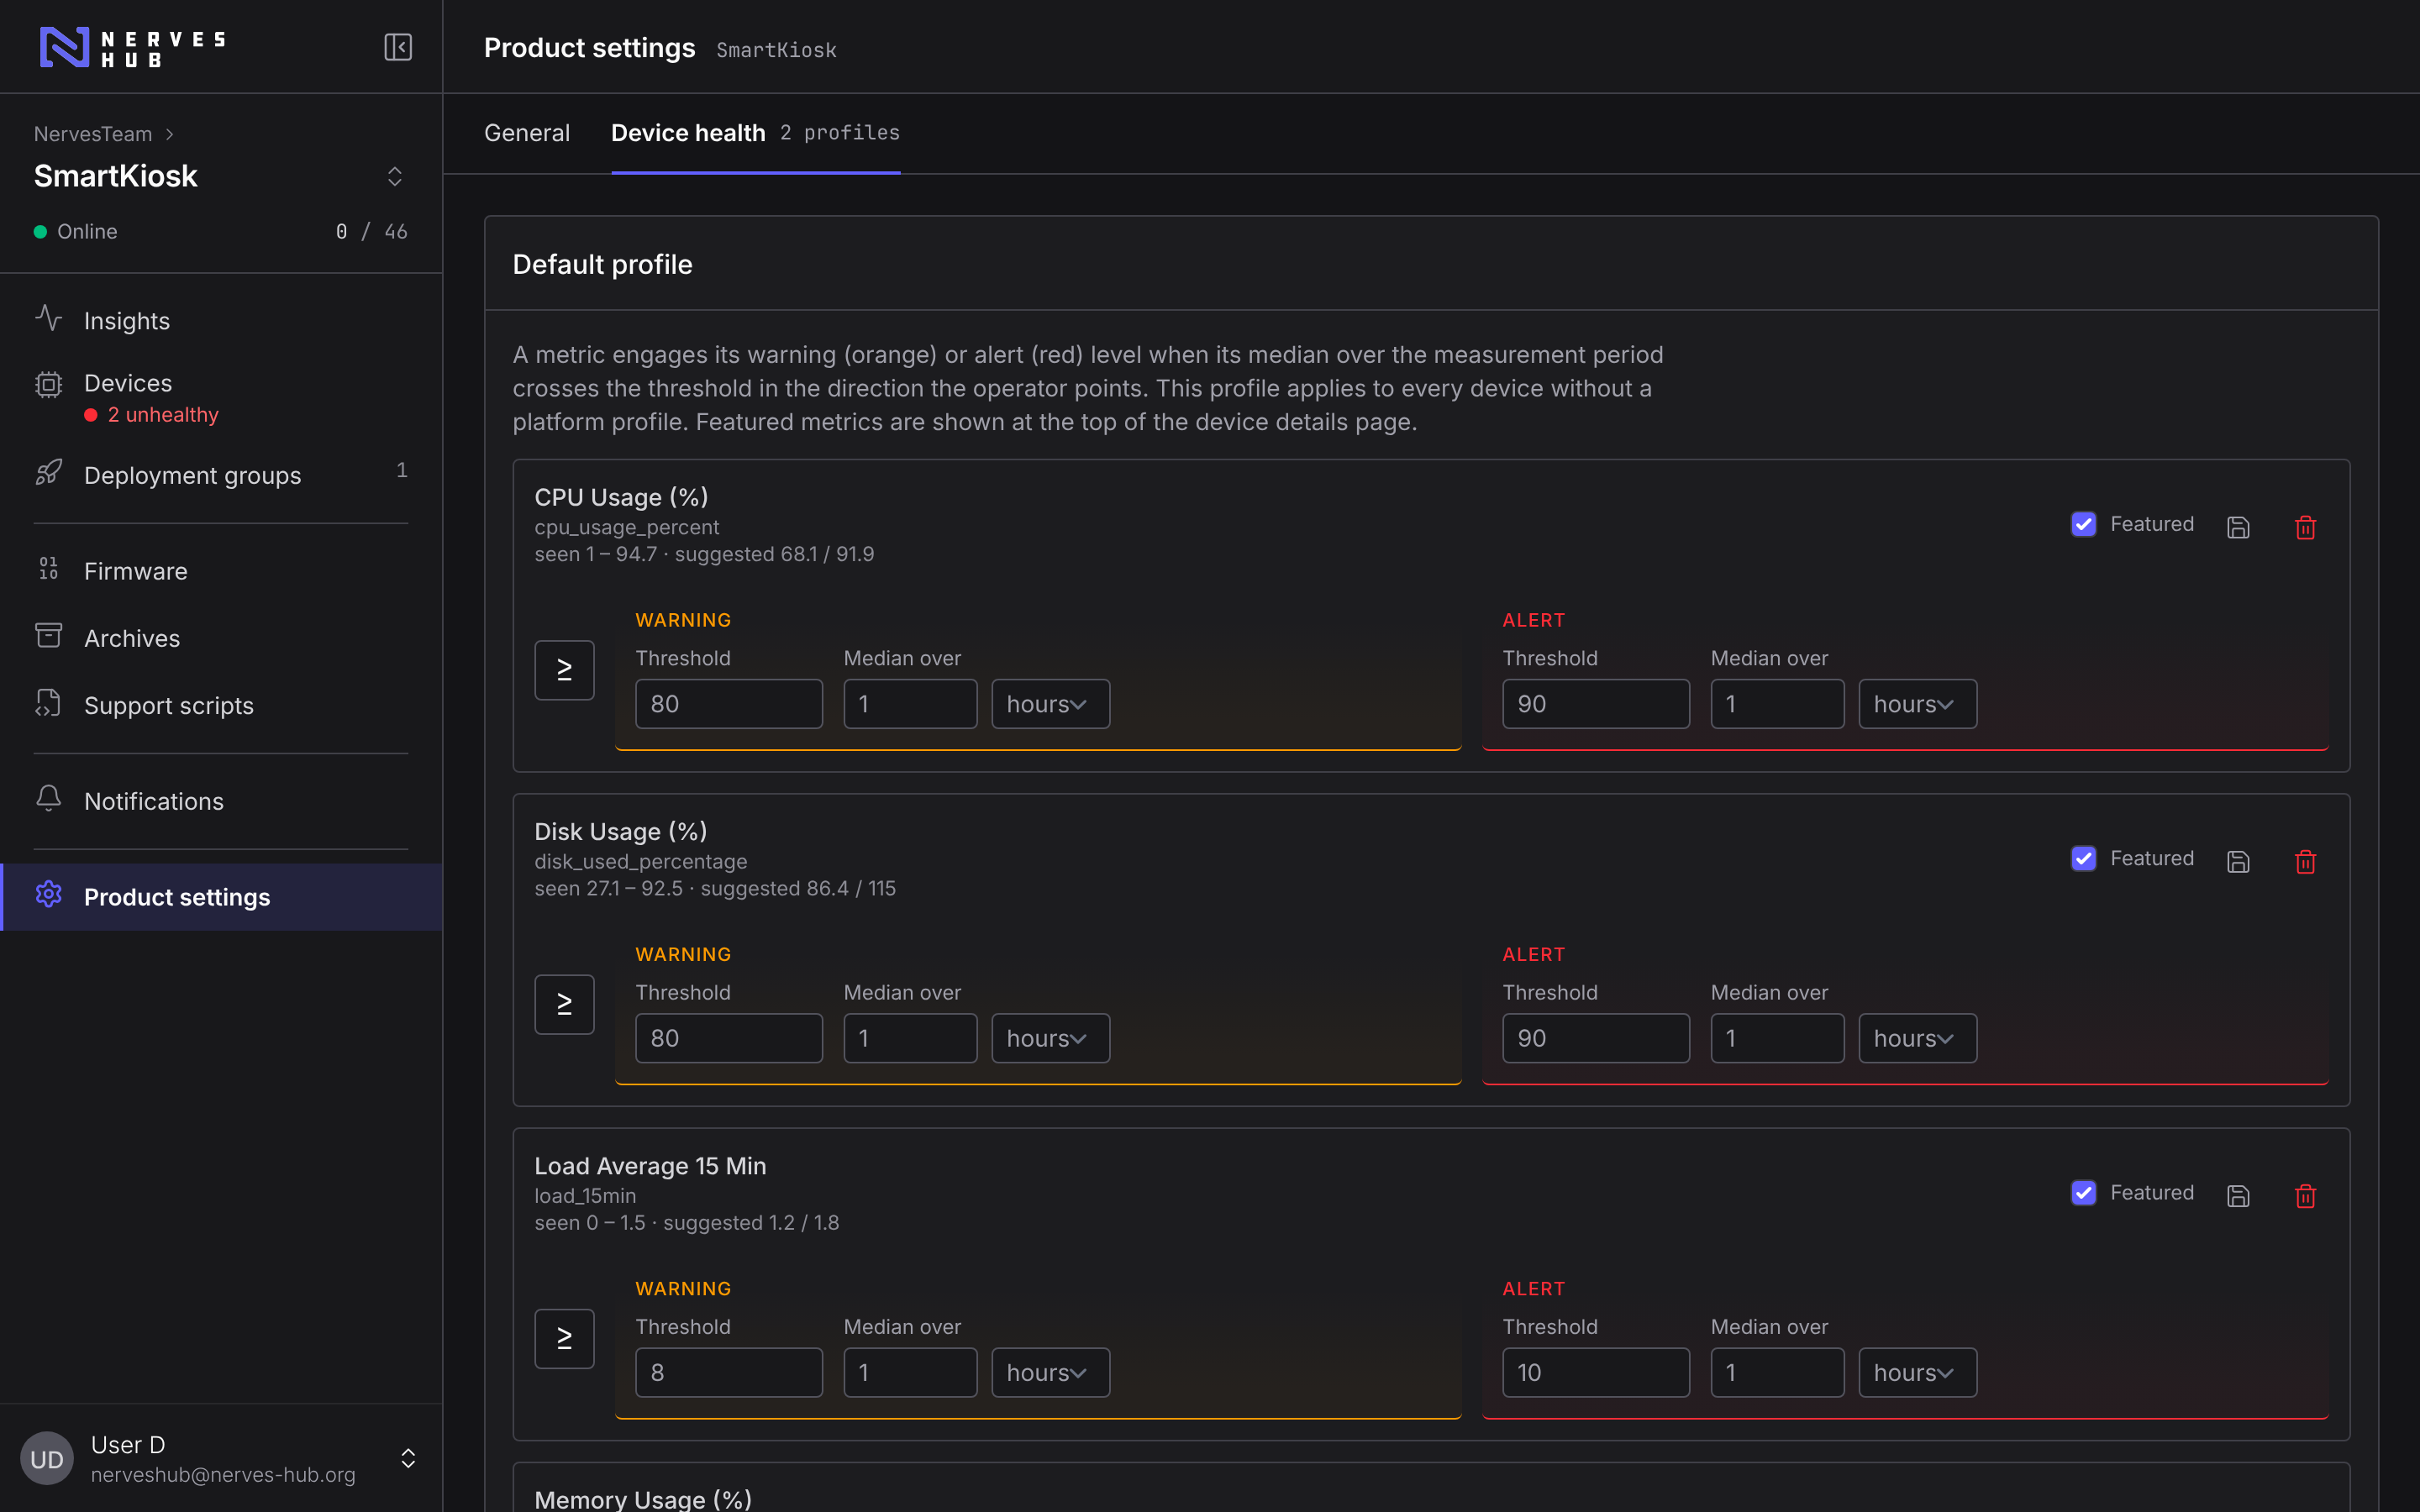 NERVES
HUB
NervesTeam
SmartKiosk
Online
0 / 46
Insights
Devices
2 unhealthy
Deployment groups
1
01
10
Firmware
Archives
Support scripts
Notifications
Product settings
UD
User D
nerveshub@nerves-hub.org
Product settings SmartKiosk
General
Device health 2 profiles
Default profile
A metric engages its warning (orange) or alert (red) level when its median over the measurement period
crosses the threshold in the direction the operator points. This profile applies to every device without a
platform profile. Featured metrics are shown at the top of the device details page.
CPU Usage (%)
cpu_usage_percent
seen 1 – 94.7 · suggested 68.1 / 91.9
Featured
≥
WARNING
Threshold Median over
80 1 hours
ALERT
Threshold Median over
90 1 hours
Disk Usage (%)
disk_used_percentage
seen 27.1 – 92.5 · suggested 86.4 / 115
Featured
≥
WARNING
Threshold Median over
80 1 hours
ALERT
Threshold Median over
90 1 hours
Load Average 15 Min
load_15min
seen 0 – 1.5 · suggested 1.2 / 1.8
Featured
≥
WARNING
Threshold Median over
8 1 hours
ALERT
Threshold Median over
10 1 hours
Memory Usage (%)